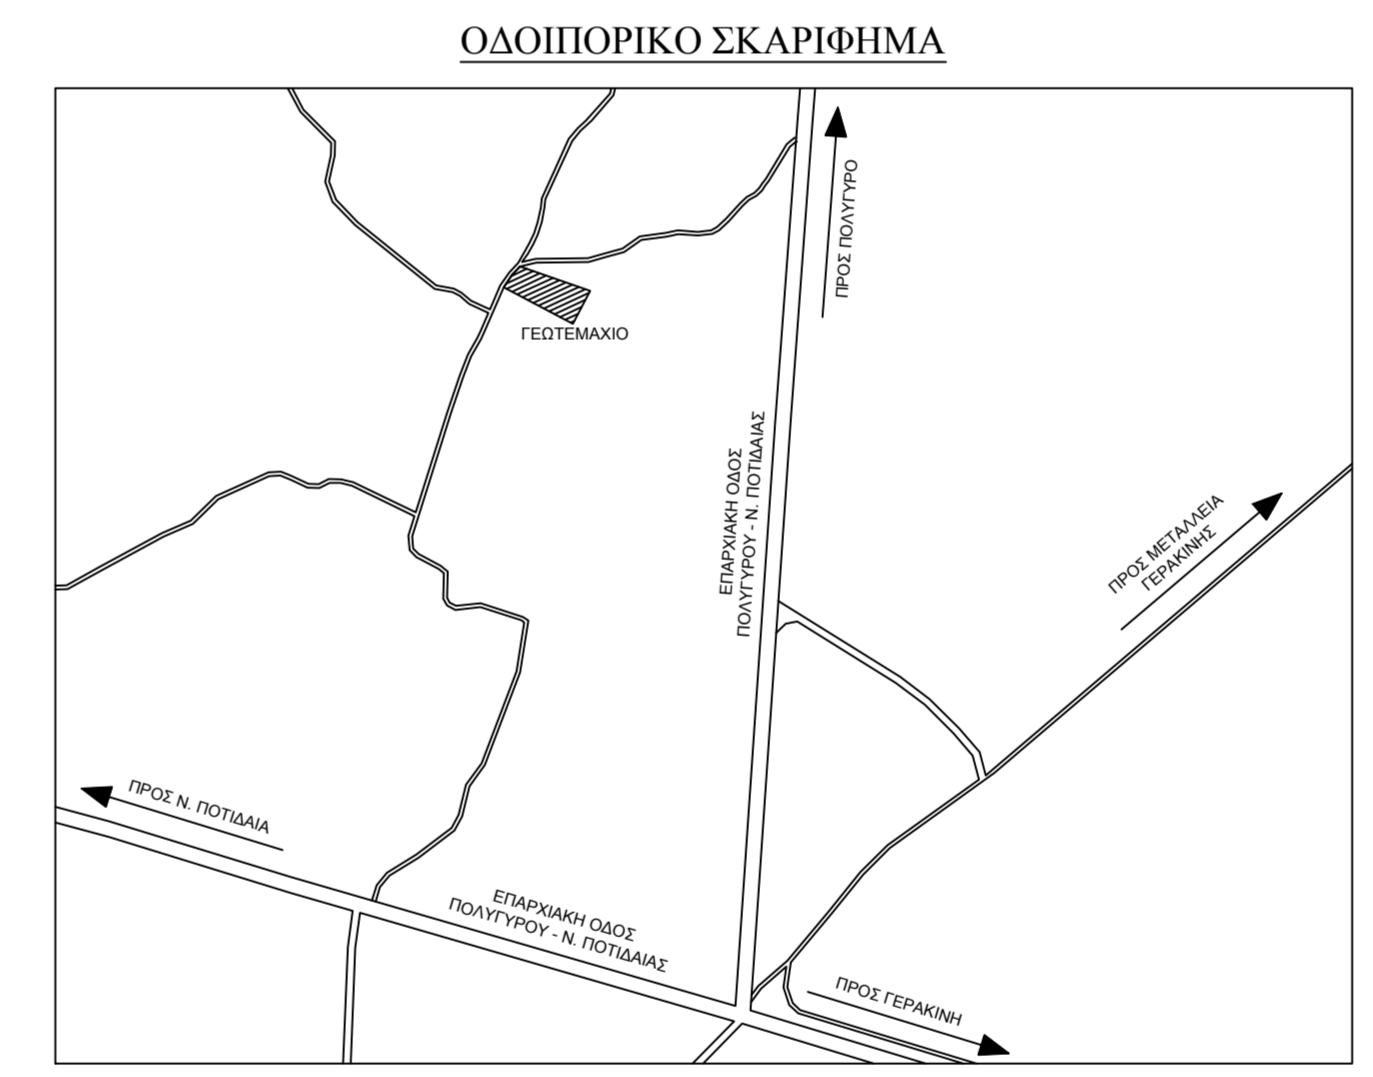 ΟΔΟΙΠΟΡΙΚΟ ΣΚΑΡΙΦΗΜΑ
ΠΡΟΣ ΠΟΛΥΓΥΡΟ
ΓΕΩΤΕΜΑΧΙΟ
ΕΠΑΡΧΙΑΚΗ ΟΔΟΣ
ΠΟΛΥΓΥΡΟΥ - Ν. ΠΟΤΙΔΑΙΑΣ
ΠΡΟΣ ΜΕΤΑΛΛΕΙΑ
ΓΕΡΑΚΙΝΗΣ
ΠΡΟΣ Ν. ΠΟΤΙΔΑΙΑ
ΕΠΑΡΧΙΑΚΗ ΟΔΟΣ
ΠΟΛΥΓΥΡΟΥ - Ν. ΠΟΤΙΔΑΙΑΣ
ΠΡΟΣ ΓΕΡΑΚΙΝΗ